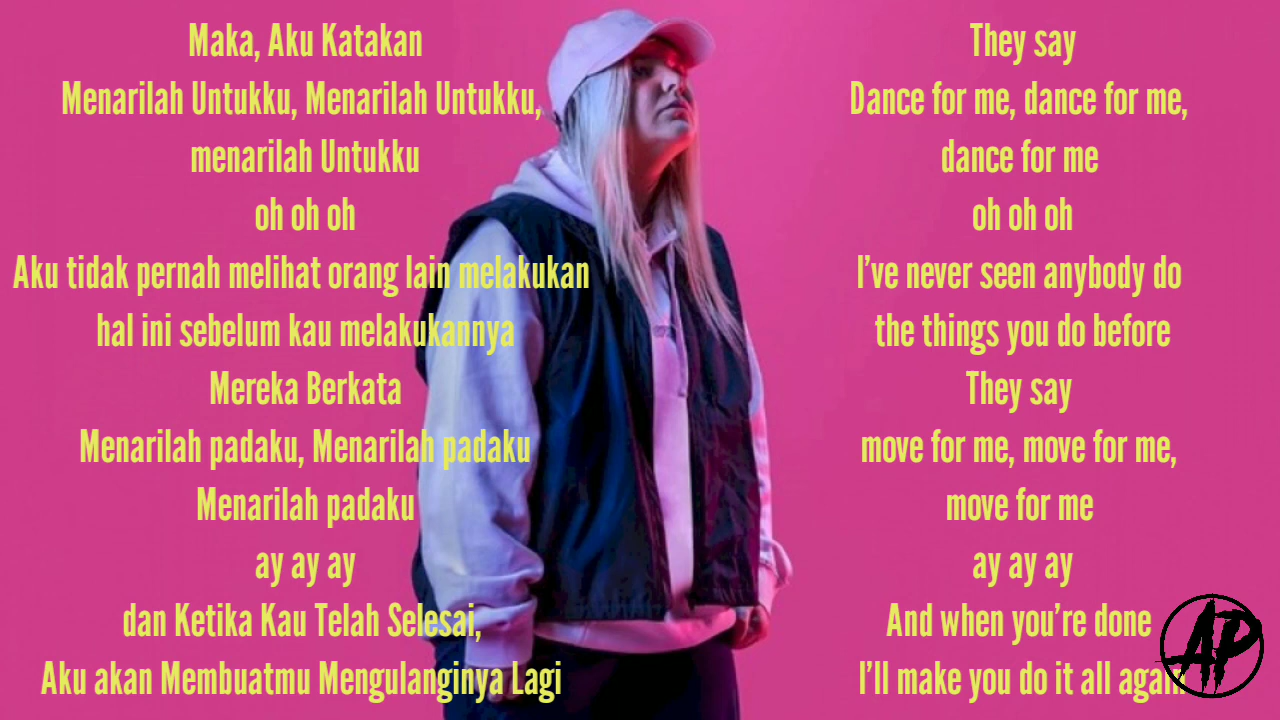 Maka, Aku Katakan
Menarilah Untukku, Menarilah Untukku,
menarilah Untukku
oh oh oh
Aku tidak pernah melihat orang lain melakukan
hal ini sebelum kau melakukannya
Mereka Berkata
Menarilah padaku, Menarilah padaku
Menarilah padaku
ay ay ay
dan Ketika Kau Telah Selesai,
Aku akan Membuatmu Mengulanginya Lagi
They say
Dance for me, dance for me,
dance for me
oh oh oh
I've never seen anybody do
the things you do before
They say
move for me, move for me,
move for me
ay ay ay
And when you're done
I'll make you do it all again
AP